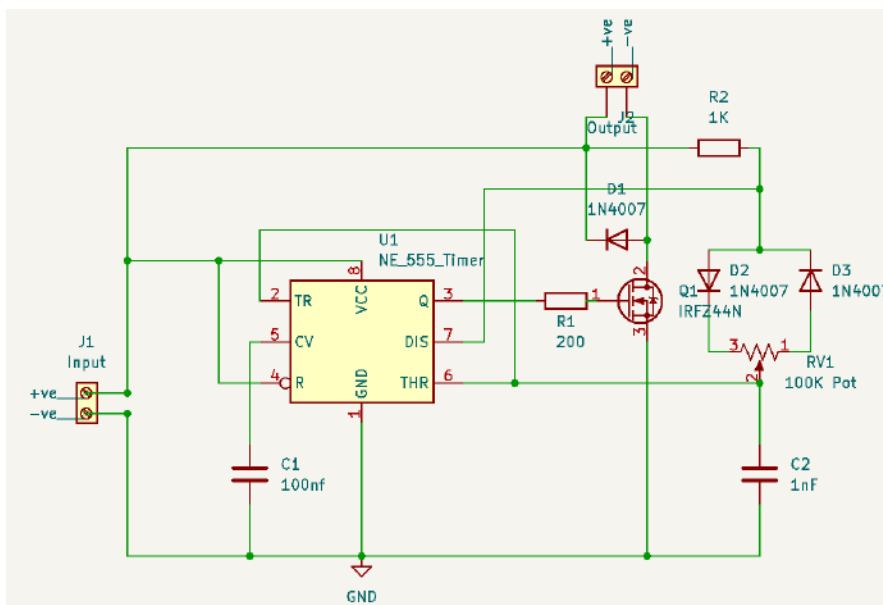 +ve
-ve
J2
Output
R2
1K
D1
1N4007
U1
NE_555_Timer
8
VCC
2
TR
Q
3
5
CV
DIS
7
4
R
THR
6
GND
1
R1
200
1
2
3
Q1
IRFZ44N
D2
1N4007
D3
1N4007
3
1
2
RV1
100K Pot
J1
Input
+ve
-ve
C1
100nf
C2
1nF
GND